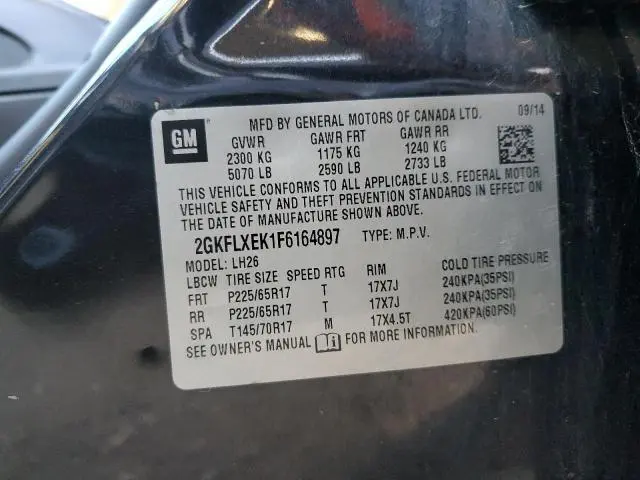 GM
MFD BY GENERAL MOTORS OF CANADA LTD. 09/14
GVWR GAWR FRT GAWR RR
2300 KG 1175 KG 1240 KG
5070 LB 2590 LB 2733 LB
THIS VEHICLE CONFORMS TO ALL APPLICABLE U.S. FEDERAL MOTOR
VEHICLE SAFETY AND THEFT PREVENTION STANDARDS IN EFFECT ON
THE DATE OF MANUFACTURE SHOWN ABOVE.
2GKFLXEK1F6164897 TYPE: M.P.V.
MODEL: LH26
LBCW TIRE SIZE SPEED RTG RIM COLD TIRE PRESSURE
FRT P225/65R17 T 17X7J 240KPA(35PSI)
RR P225/65R17 T 17X7J 240KPA(35PSI)
SPA T145/70R17 M 17X4.5T 420KPA(60PSI)
SEE OWNER'S MANUAL FOR MORE INFORMATION.